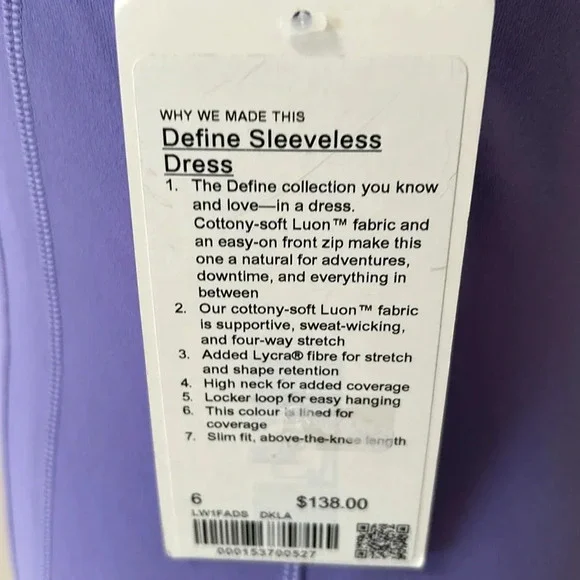 WHY WE MADE THIS
Define Sleeveless
Dress
1. The Define collection you know
and love—in a dress.
Cottony-soft Luon™ fabric and
an easy-on front zip make this
one a natural for adventures,
downtime, and everything in
between
2. Our cottony-soft Luon™ fabric
is supportive, sweat-wicking,
and four-way stretch
3. Added Lycra® fibre for stretch
and shape retention
4. High neck for added coverage
5. Locker loop for easy hanging
6. This colour is lined for
coverage
7. Slim fit, above-the-knee length
6 $138.00
LW1FADS DKLA
000153700527